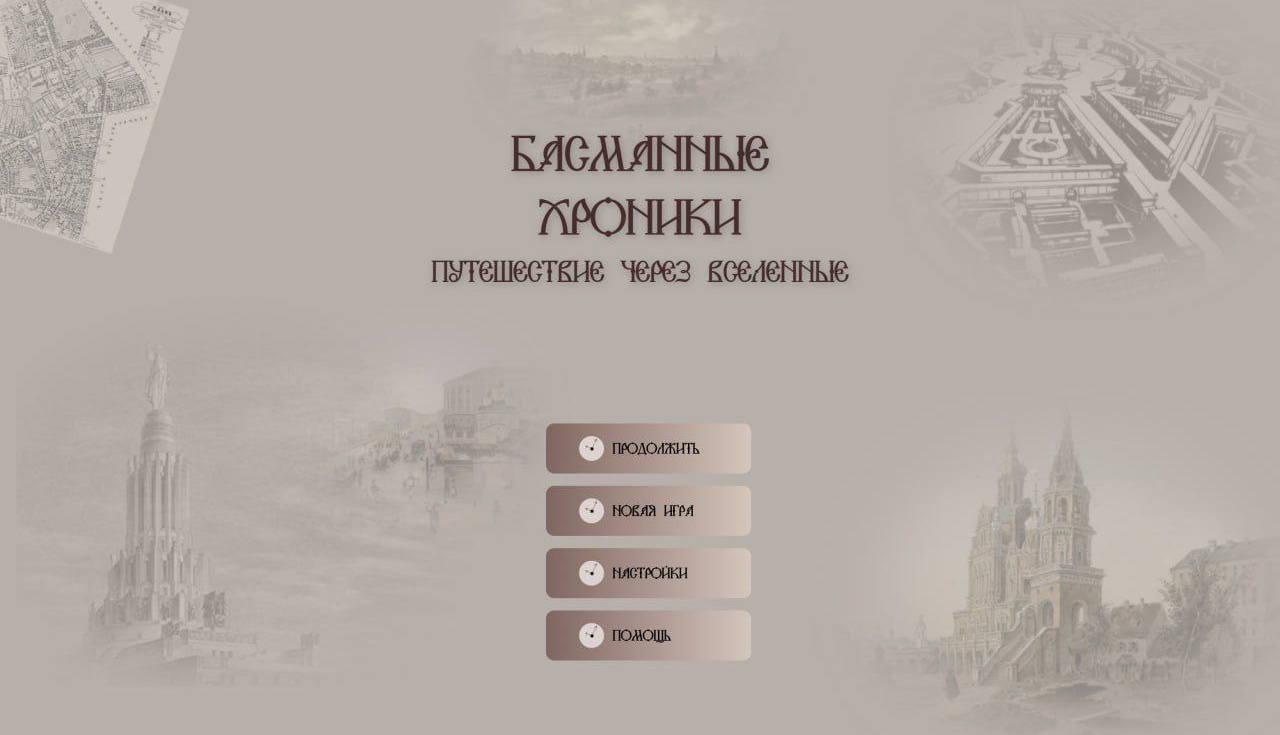 БАСМАННЫЕ
ХРОНИКИ
ПУТЕШЕСТВИЕ ЧЕРЕЗ ВСЕЛЕННЫЕ
ПРОДОЛЖИТЬ
НОВАЯ ИГРА
НАСТРОЙКИ
ПОМОЩЬ